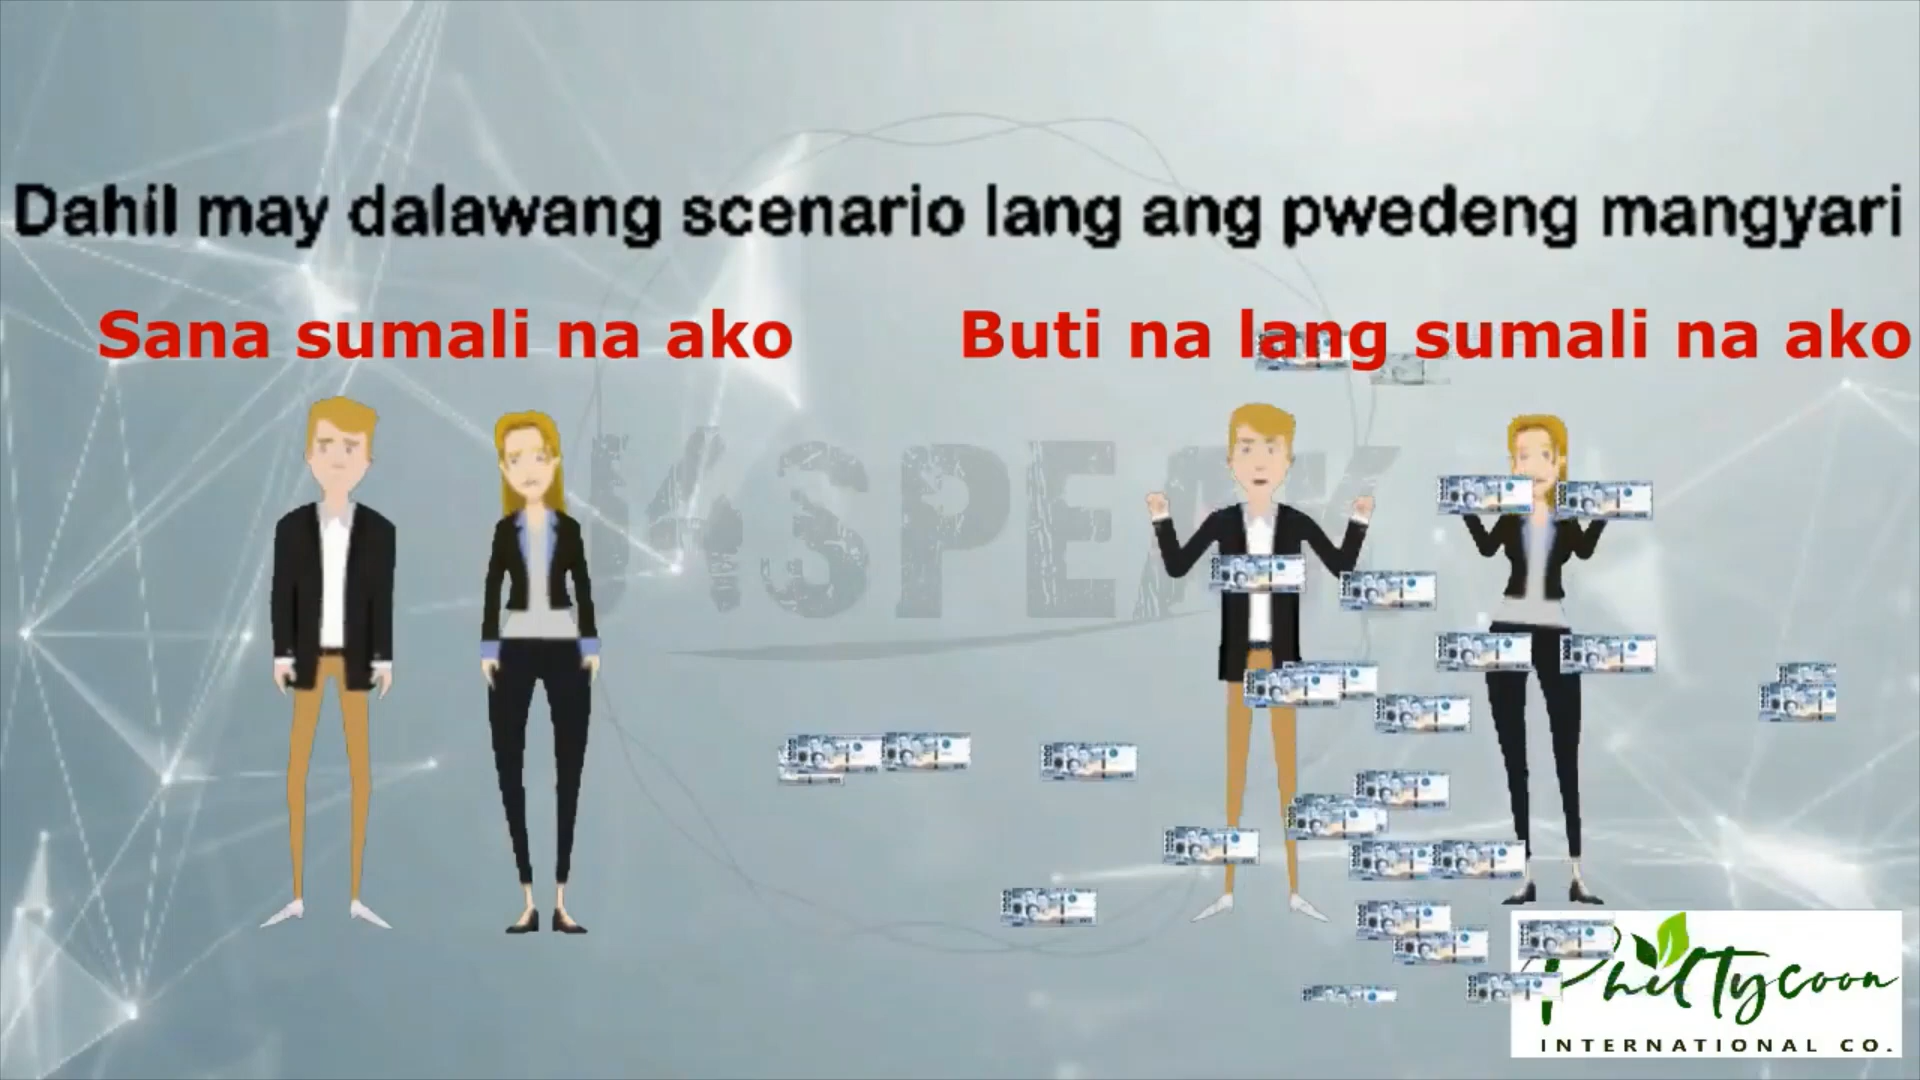 Dahil may dalawang scenario lang ang pwedeng mangyari
Sana sumali na ako
Buti na lang sumali na ako
PhilTycoon
INTERNATIONAL CO.